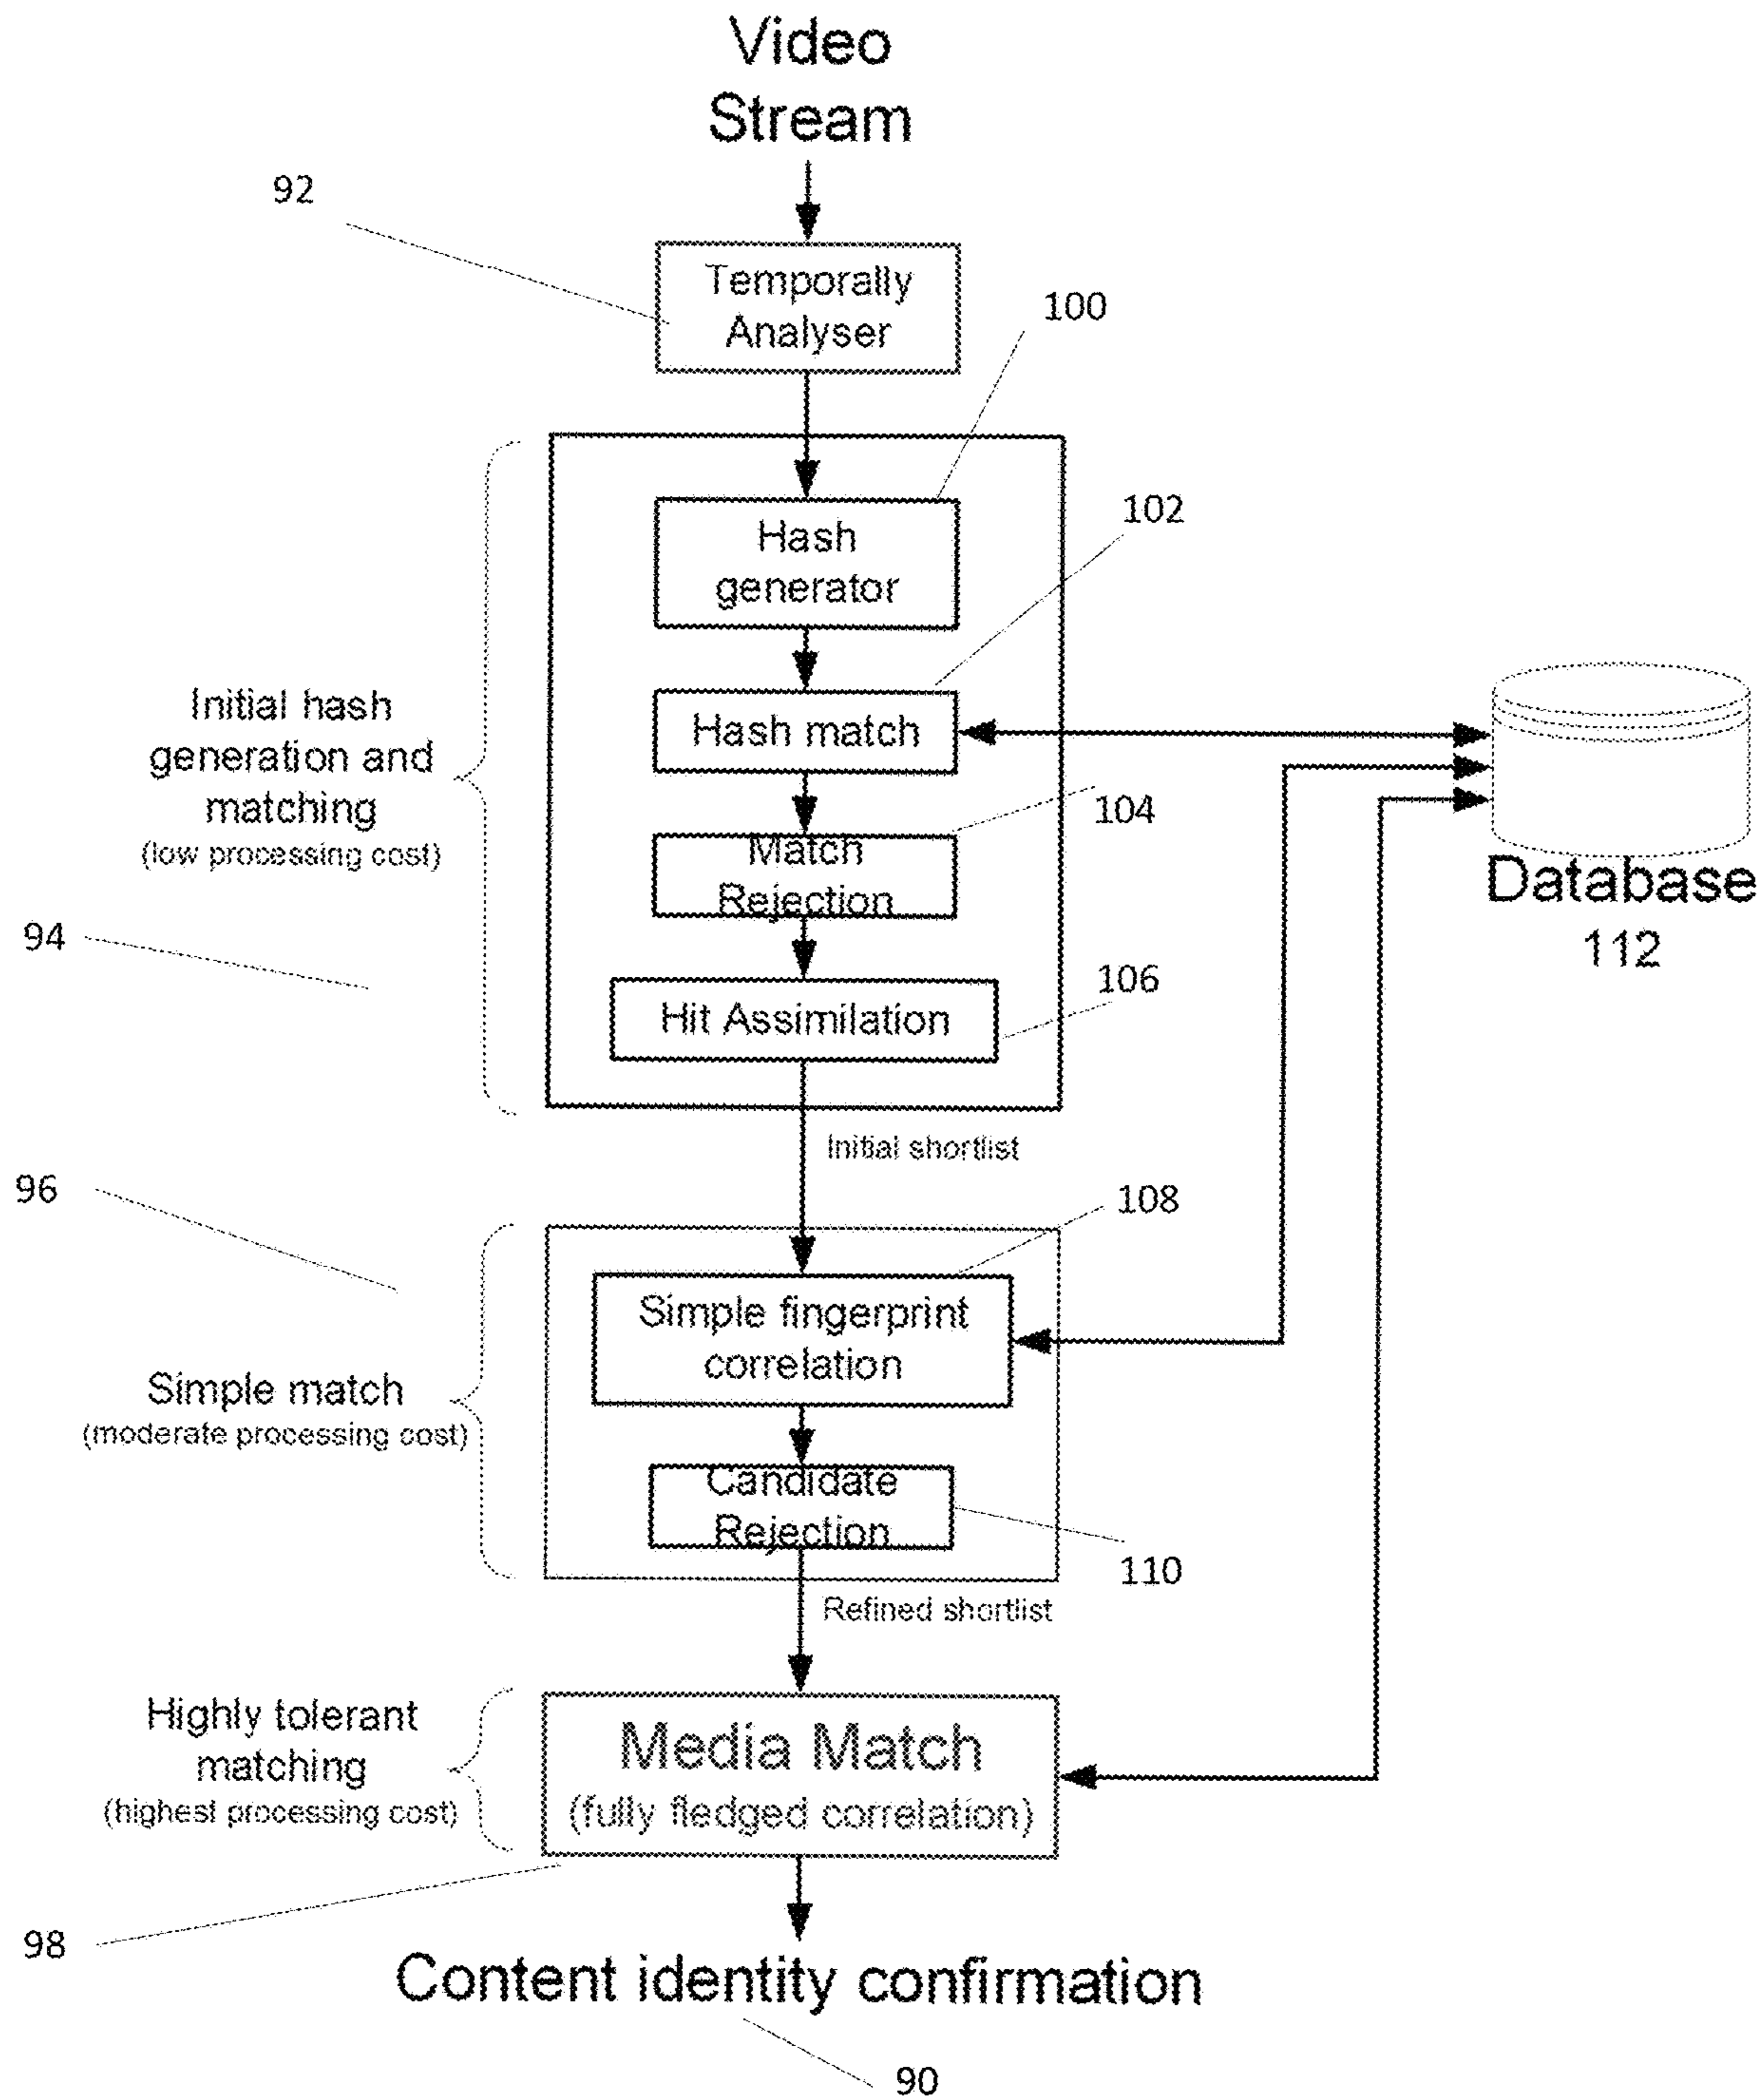 Video
Stream
92
Temporally
Analyser
100
Hash
generator
102
Initial hash
generation and
matching
(low processing cost)
Hash match
Match
Rejection
104
Database
112
94
Hit Assimilation
106
Initial shortlist
96
108
Simple fingerprint
correlation
Simple match
(moderate processing cost)
Candidate
Rejection
110
Refined shortlist
Highly tolerant
matching
(highest processing cost)
Media Match
(fully fledged correlation)
98
Content identity confirmation
90